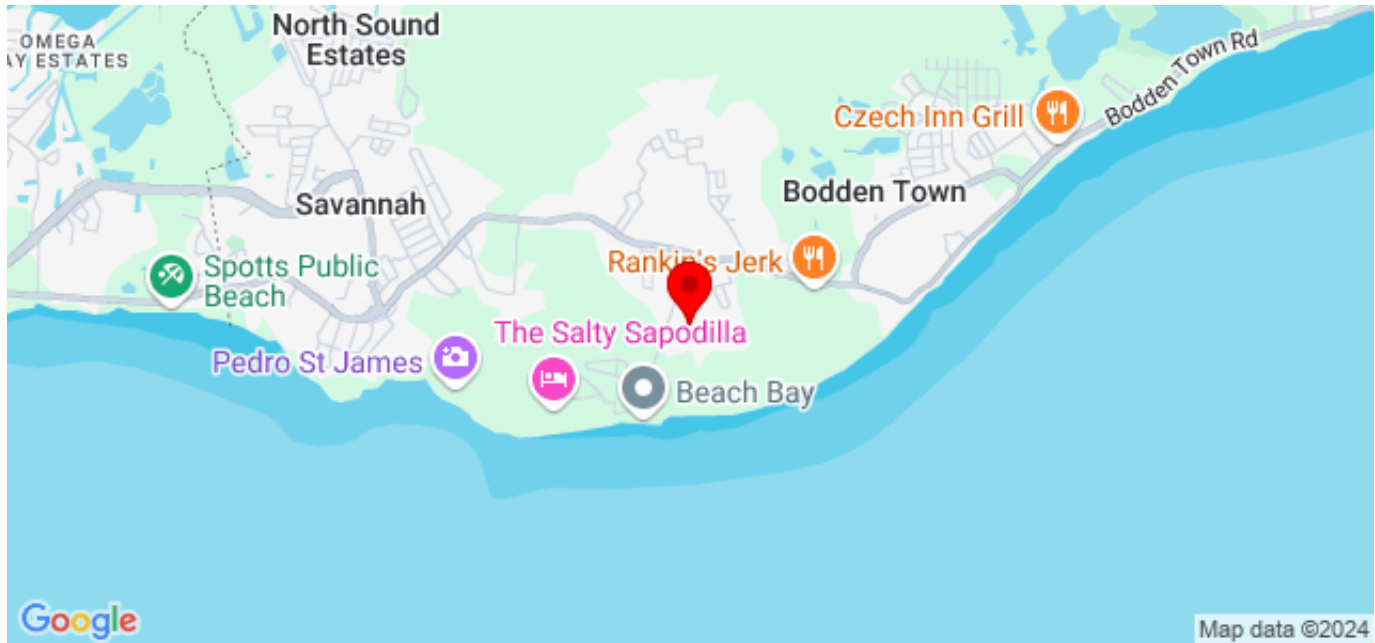 OMEGA
AY ESTATES
North Sound
Estates
Bodden Town Rd
Czech Inn Grill
Savannah
Bodden Town
Spotts Public
Beach
Rankin's Jerk
The Salty Sapodilla
Pedro St James
Beach Bay
Google
Map data ©2024